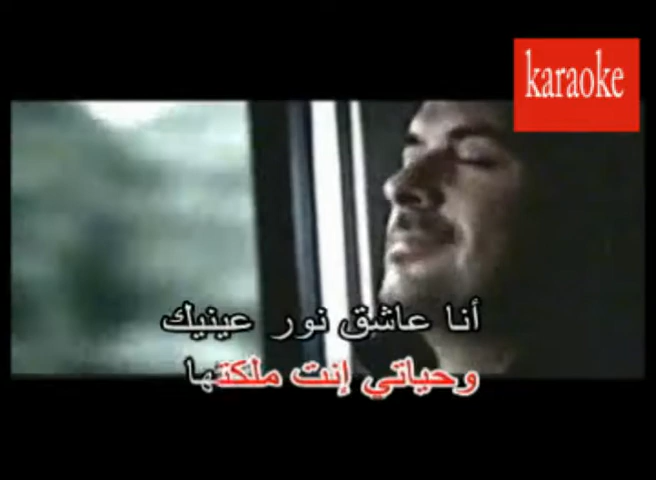 karaoke
أنا عاشق نور عينيك
وحياتي إنت ملكتها